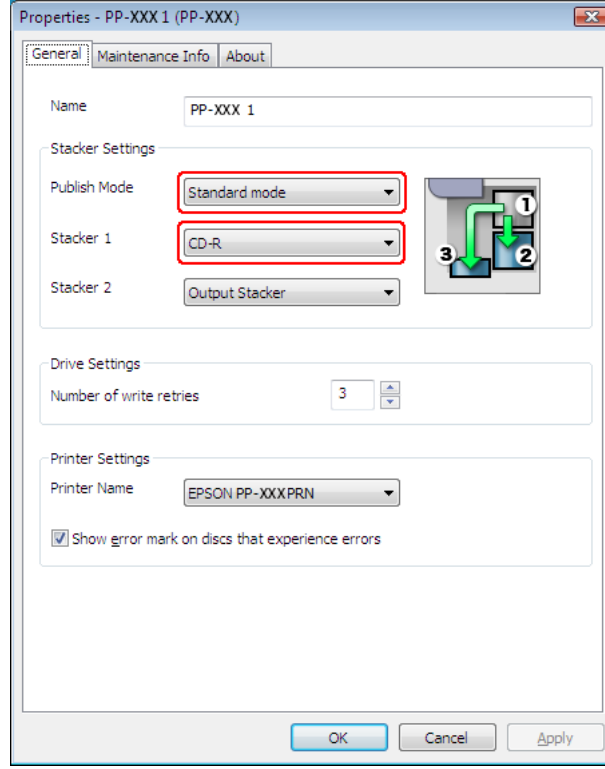 Properties - PP-XXX 1 (PP-XXX)
General Maintenance Info About
Name PP-XXX 1
Stacker Settings
Publish Mode Standard mode
Stacker 1 CD-R
Stacker 2 Output Stacker
1
3 2
Drive Settings
Number of write retries 3
Printer Settings
Printer Name EPSON PP-XXXPRN
Show error mark on discs that experience errors
OK Cancel Apply